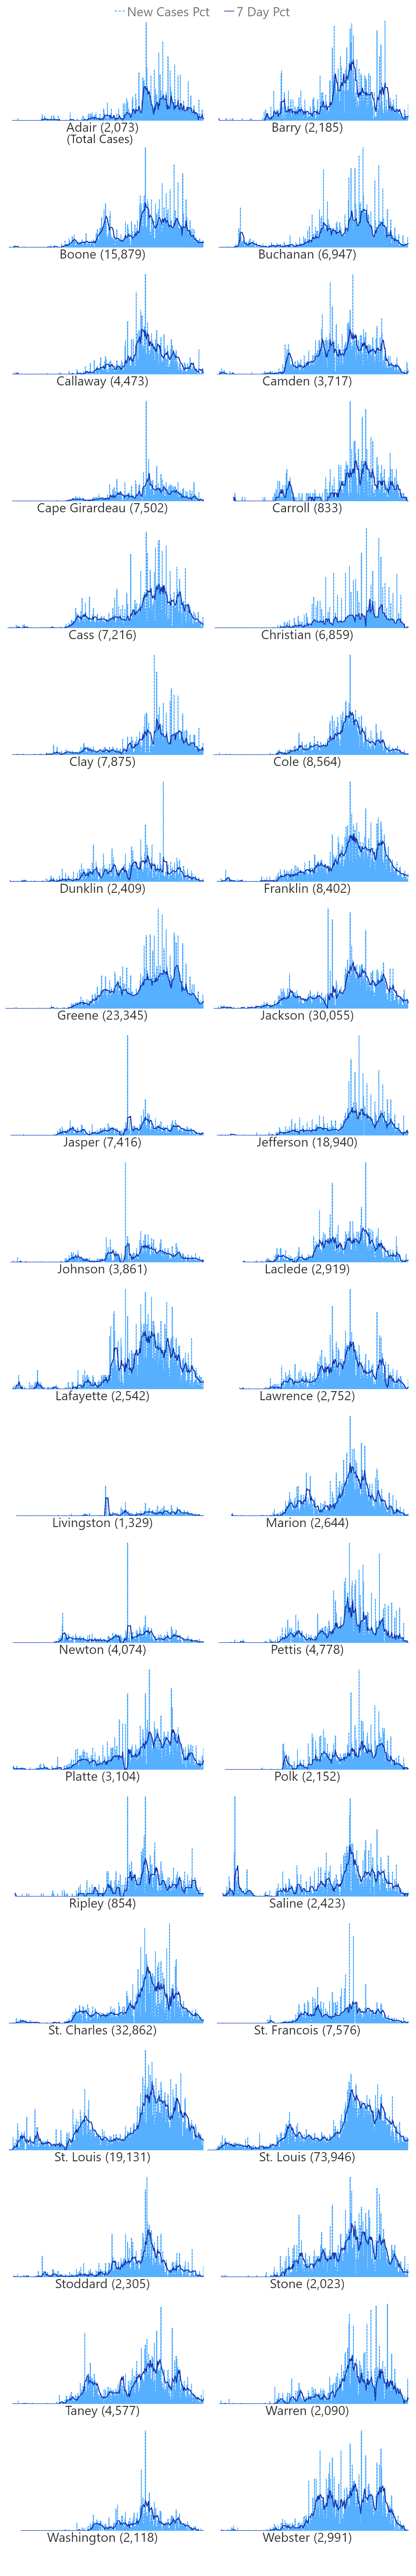 New Cases Pct 7 Day Pct
Adair (2,073) Barry (2,185)
(Total Cases)
Boone (15,879) Buchanan (6,947)
Callaway (4,473) Camden (3,717)
Cape Girardeau (7,502) Carroll (833)
Cass (7,216) Christian (6,859)
Clay (7,875) Cole (8,564)
Dunklin (2,409) Franklin (8,402)
Greene (23,345) Jackson (30,055)
Jasper (7,416) Jefferson (18,940)
Johnson (3,861) Laclede (2,919)
Lafayette (2,542) Lawrence (2,752)
Livingston (1,329) Marion (2,644)
Newton (4,074) Pettis (4,778)
Platte (3,104) Polk (2,152)
Ripley (854) Saline (2,423)
St. Charles (32,862) St. Francois (7,576)
St. Louis (19,131) St. Louis (73,946)
Stoddard (2,305) Stone (2,023)
Taney (4,577) Warren (2,090)
Washington (2,118) Webster (2,991)